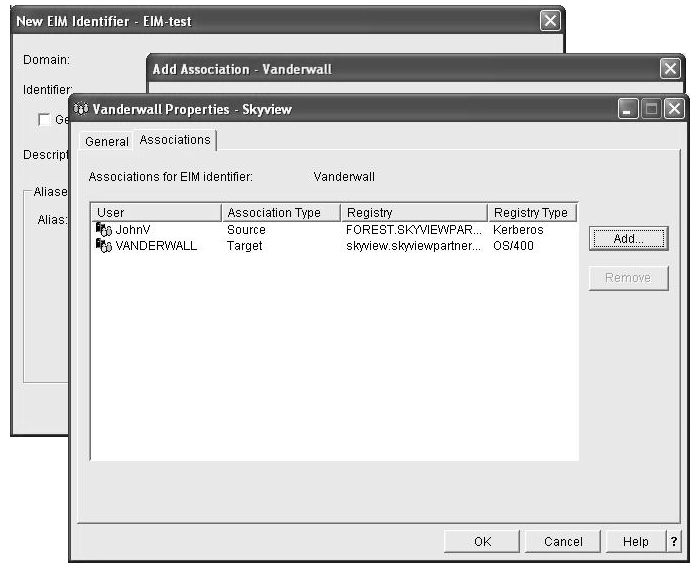 New EIM Identifier - EIM-test
Domain:
Add Association - Vanderwall
Identifier:
Vanderwall Properties - Skyview
Ge
General Associations
Descript
Associations for EIM identifier: Vanderwall
Aliase
Alias:
User Association Type Registry Registry Type
JohnV Source FOREST.SKYVIEWPAR... Kerberos
VANDERWALL Target skyview.skyviewpartner... OS/400
Add...
Remove
OK Cancel Help ?